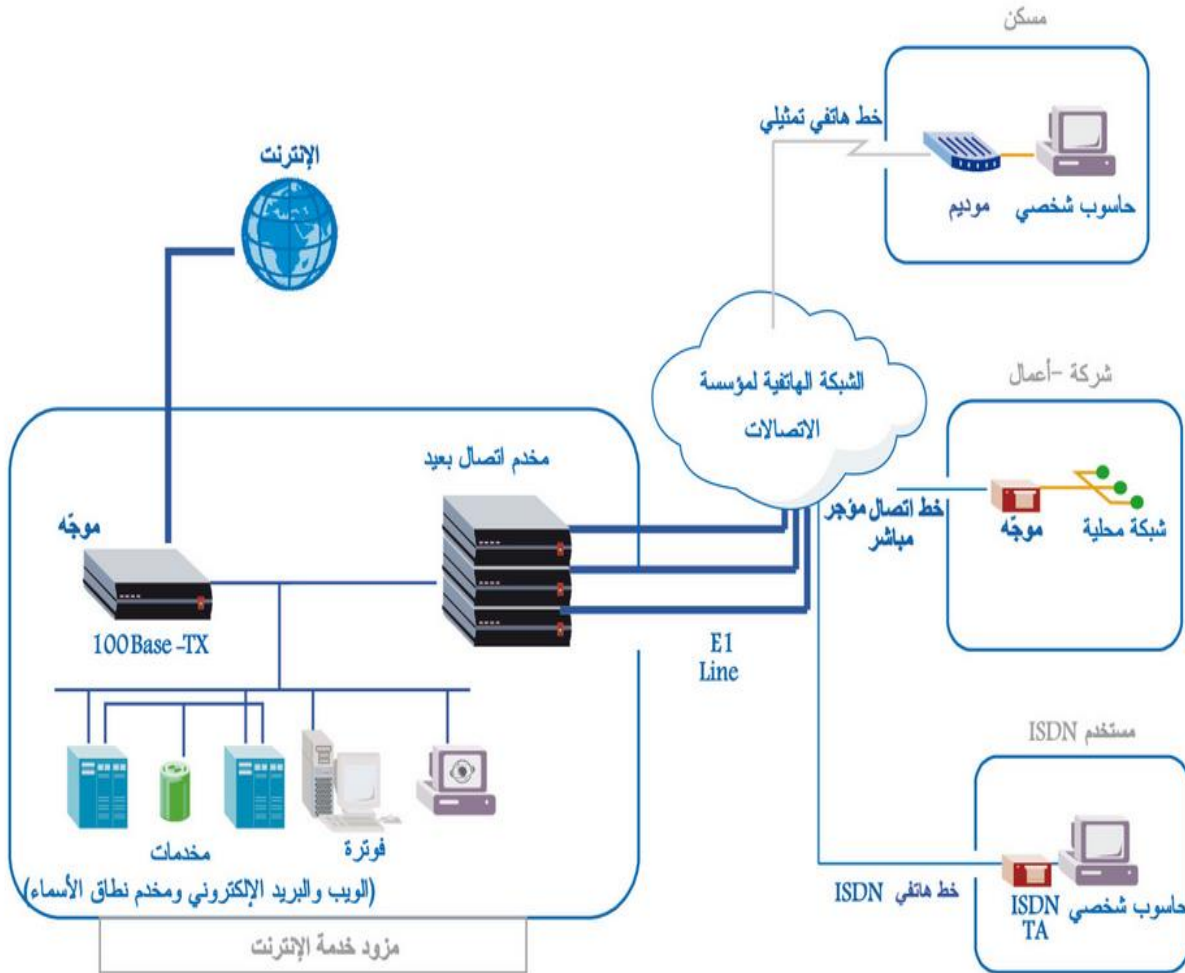 مسكن
خط هاتفي تمثيلي
موديم
حاسوب شخصي
الإنترنت
الشبكة الهاتفية لمؤسسة
الاتصالات
شركة -أعمال
خط اتصال مؤجر
مباشر
موجّه
شبكة محلية
مخدم اتصال بعيد
موجّه
100Base -TX
E1
Line
مخدمات
فوترة
(الويب والبريد الإلكتروني ومخدم نطاق الأسماء)
مزود خدمة الإنترنت
مستخدم ISDN
خط هاتفي ISDN
ISDN
TA
حاسوب شخصي